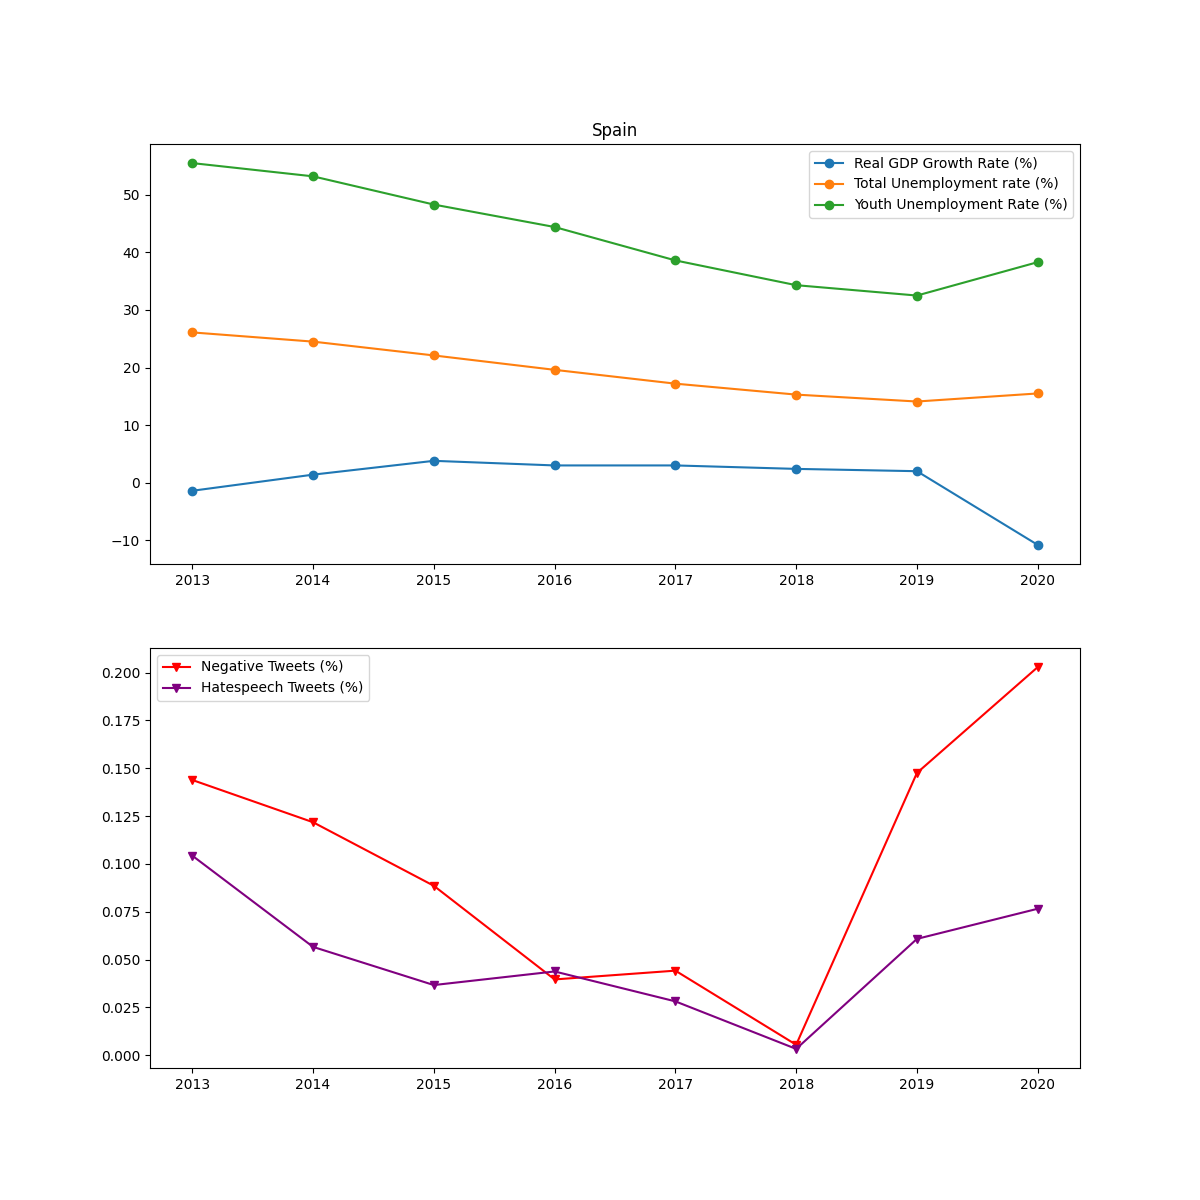 Spain
Real GDP Growth Rate (%)
Total Unemployment rate (%)
Youth Unemployment Rate (%)
50
40
30
20
10
0
−10
2013 2014 2015 2016 2017 2018 2019 2020
Negative Tweets (%)
Hatespeech Tweets (%)
0.200
0.175
0.150
0.125
0.100
0.075
0.050
0.025
0.000
2013 2014 2015 2016 2017 2018 2019 2020